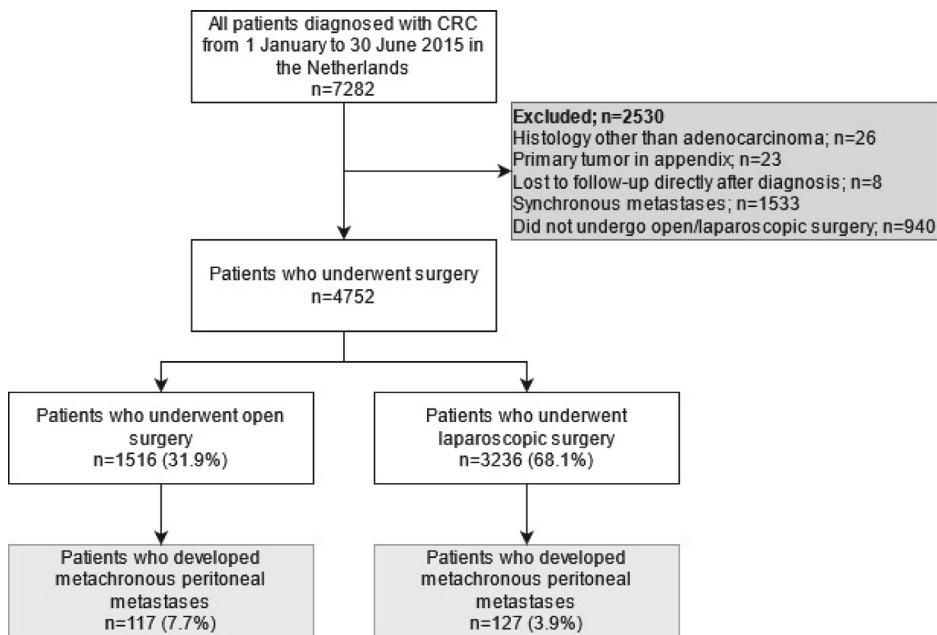 All patients diagnosed with CRC
from 1 January to 30 June 2015 in
the Netherlands
n=7282
Excluded; n=2530
Histology other than adenocarcinoma; n=26
Primary tumor in appendix; n=23
Lost to follow-up directly after diagnosis; n=8
Synchronous metastases; n=1533
Did not undergo open/laparoscopic surgery; n=940
Patients who underwent surgery
n=4752
Patients who underwent open
surgery
n=1516 (31.9%)
Patients who underwent
laparoscopic surgery
n=3236 (68.1%)
Patients who developed
metachronous peritoneal
metastases
n=117 (7.7%)
Patients who developed
metachronous peritoneal
metastases
n=127 (3.9%)